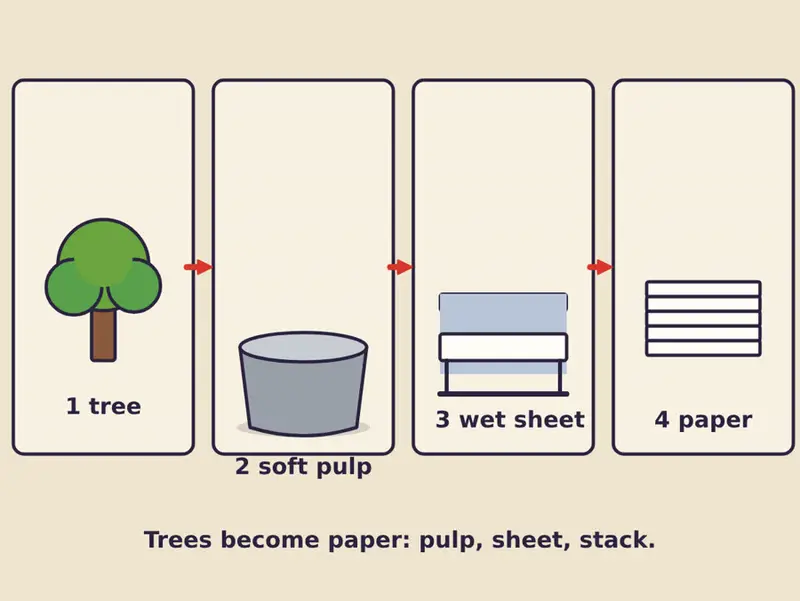 1 tree
2 soft pulp
3 wet sheet
4 paper
Trees become paper: pulp, sheet, stack.